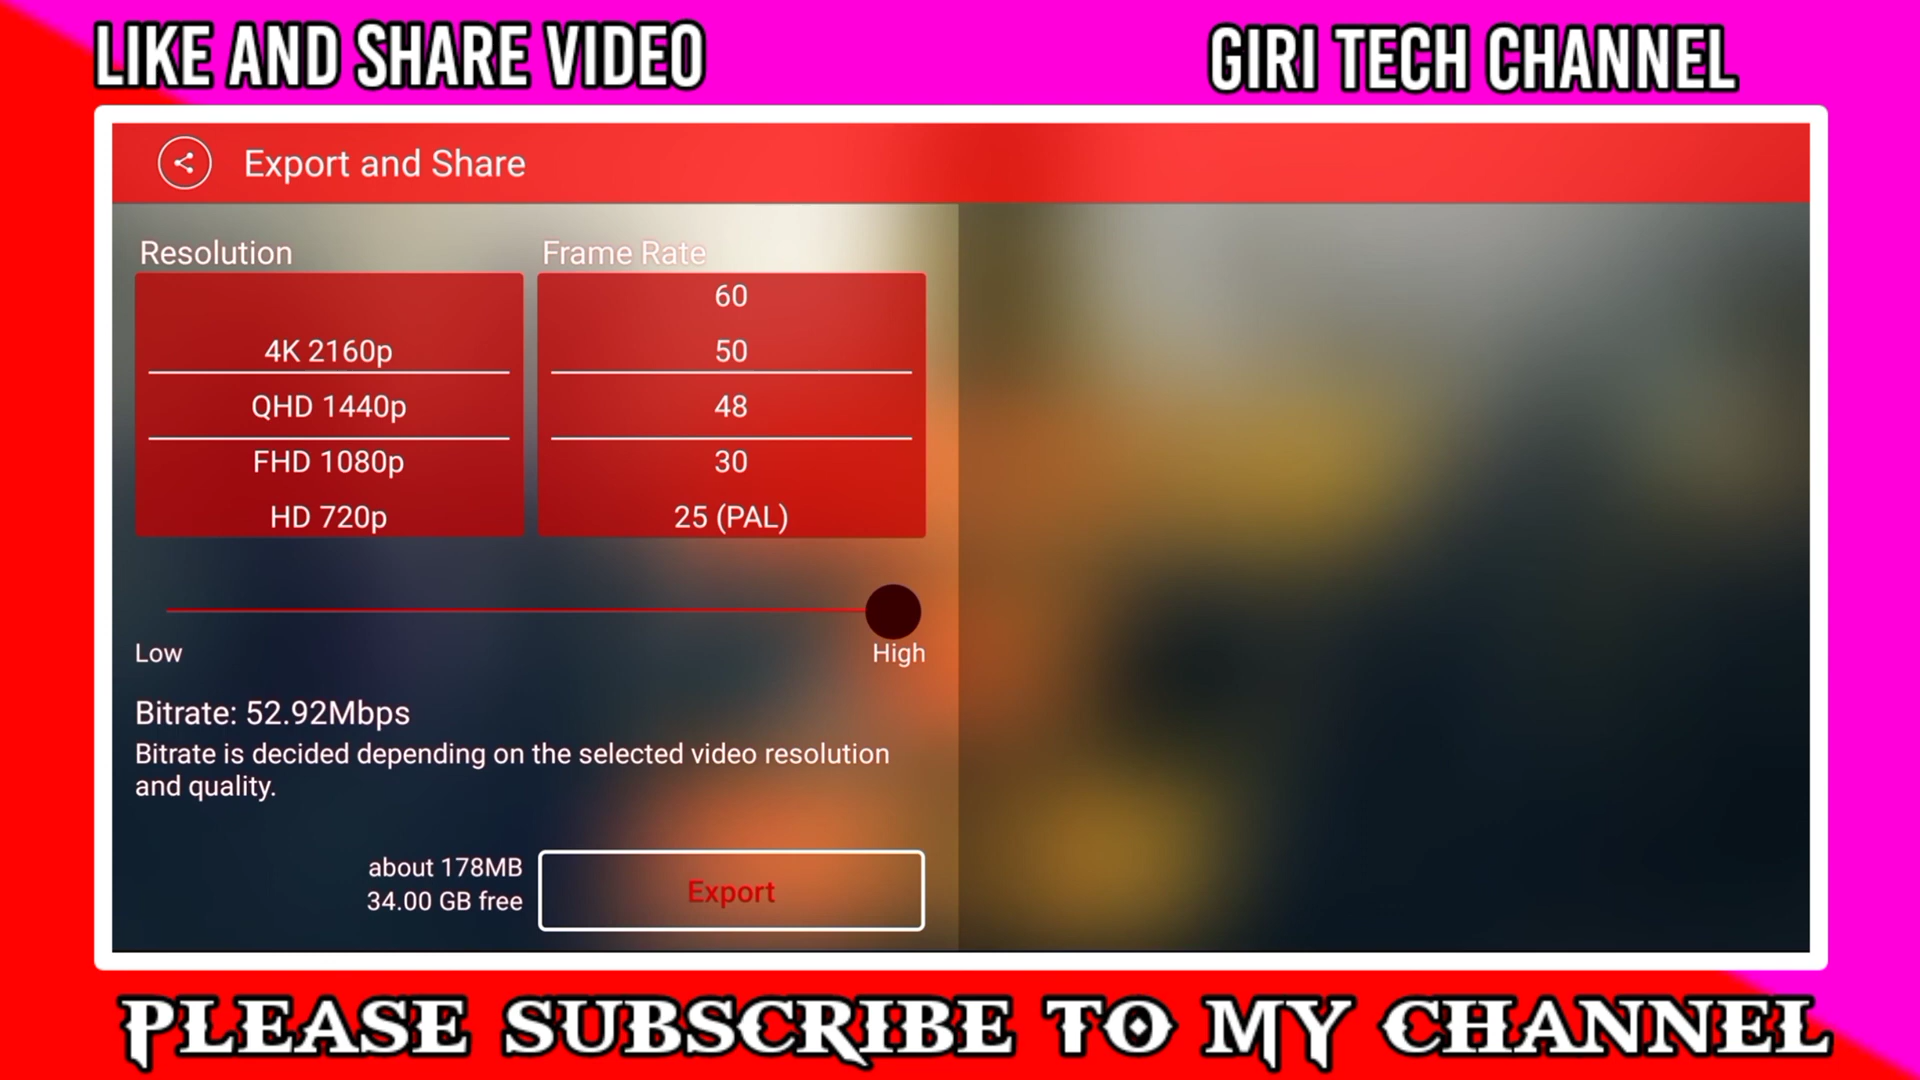 LIKE AND SHARE VIDEO
GIRI TECH CHANNEL
Export and Share
Resolution
4K 2160p
QHD 1440p
FHD 1080p
HD 720p
Frame Rate
60
50
48
30
25 (PAL)
Low
High
Bitrate: 52.92Mbps
Bitrate is decided depending on the selected video resolution
and quality.
about 178MB
34.00 GB free
Export
PLEASE SUBSCRIBE TO MY CHANNEL